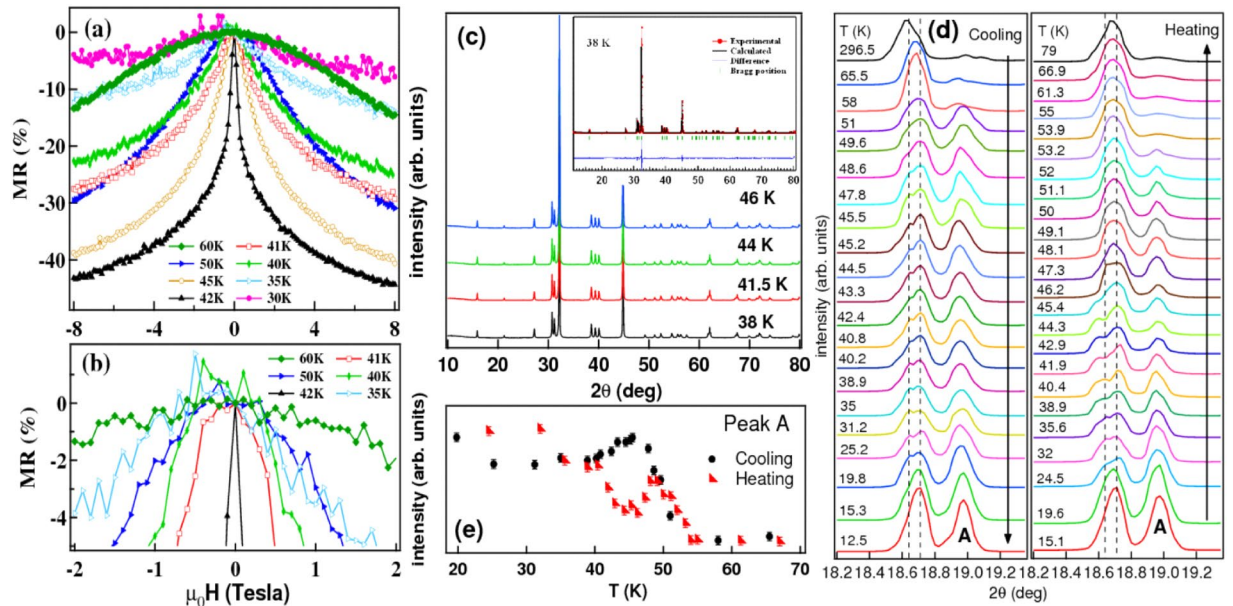 (a)
MR (%)
0
-10
-20
-30
-40
60K 41K
50K 40K
45K 35K
42K 30K
-8 -4 0 4 8
(b)
MR (%)
0
-2
-4
60K 41K
50K 40K
42K 35K
-2 -1 0 1 2
μ0H (Tesla)
(c)
intensity (arb. units)
38 K
Experimental
Calculated
Difference
Bragg position
20 30 40 50 60 70 80
46 K
44 K
41.5 K
38 K
10 20 30 40 50 60 70 80
2θ (deg)
(e)
intensity (arb. units)
Peak A
Cooling
Heating
20 30 40 50 60 70
T (K)
(d)
intensity (arb. units)
T (K)
Cooling
296.5
65.5
58
51
49.6
48.6
47.8
45.5
45.2
44.5
43.3
42.4
40.8
40.2
38.9
35
31.2
25.2
19.8
15.3
12.5
A
18.2 18.6 19.0 19.2
T (K)
Heating
79
66.9
61.3
55
53.9
53.2
52
51.1
50
49.1
48.1
47.3
46.2
45.4
44.3
42.9
41.9
40.4
38.9
35.6
32
24.5
19.6
15.1
A
18.2 18.6 19.0 19.2
2θ (deg)